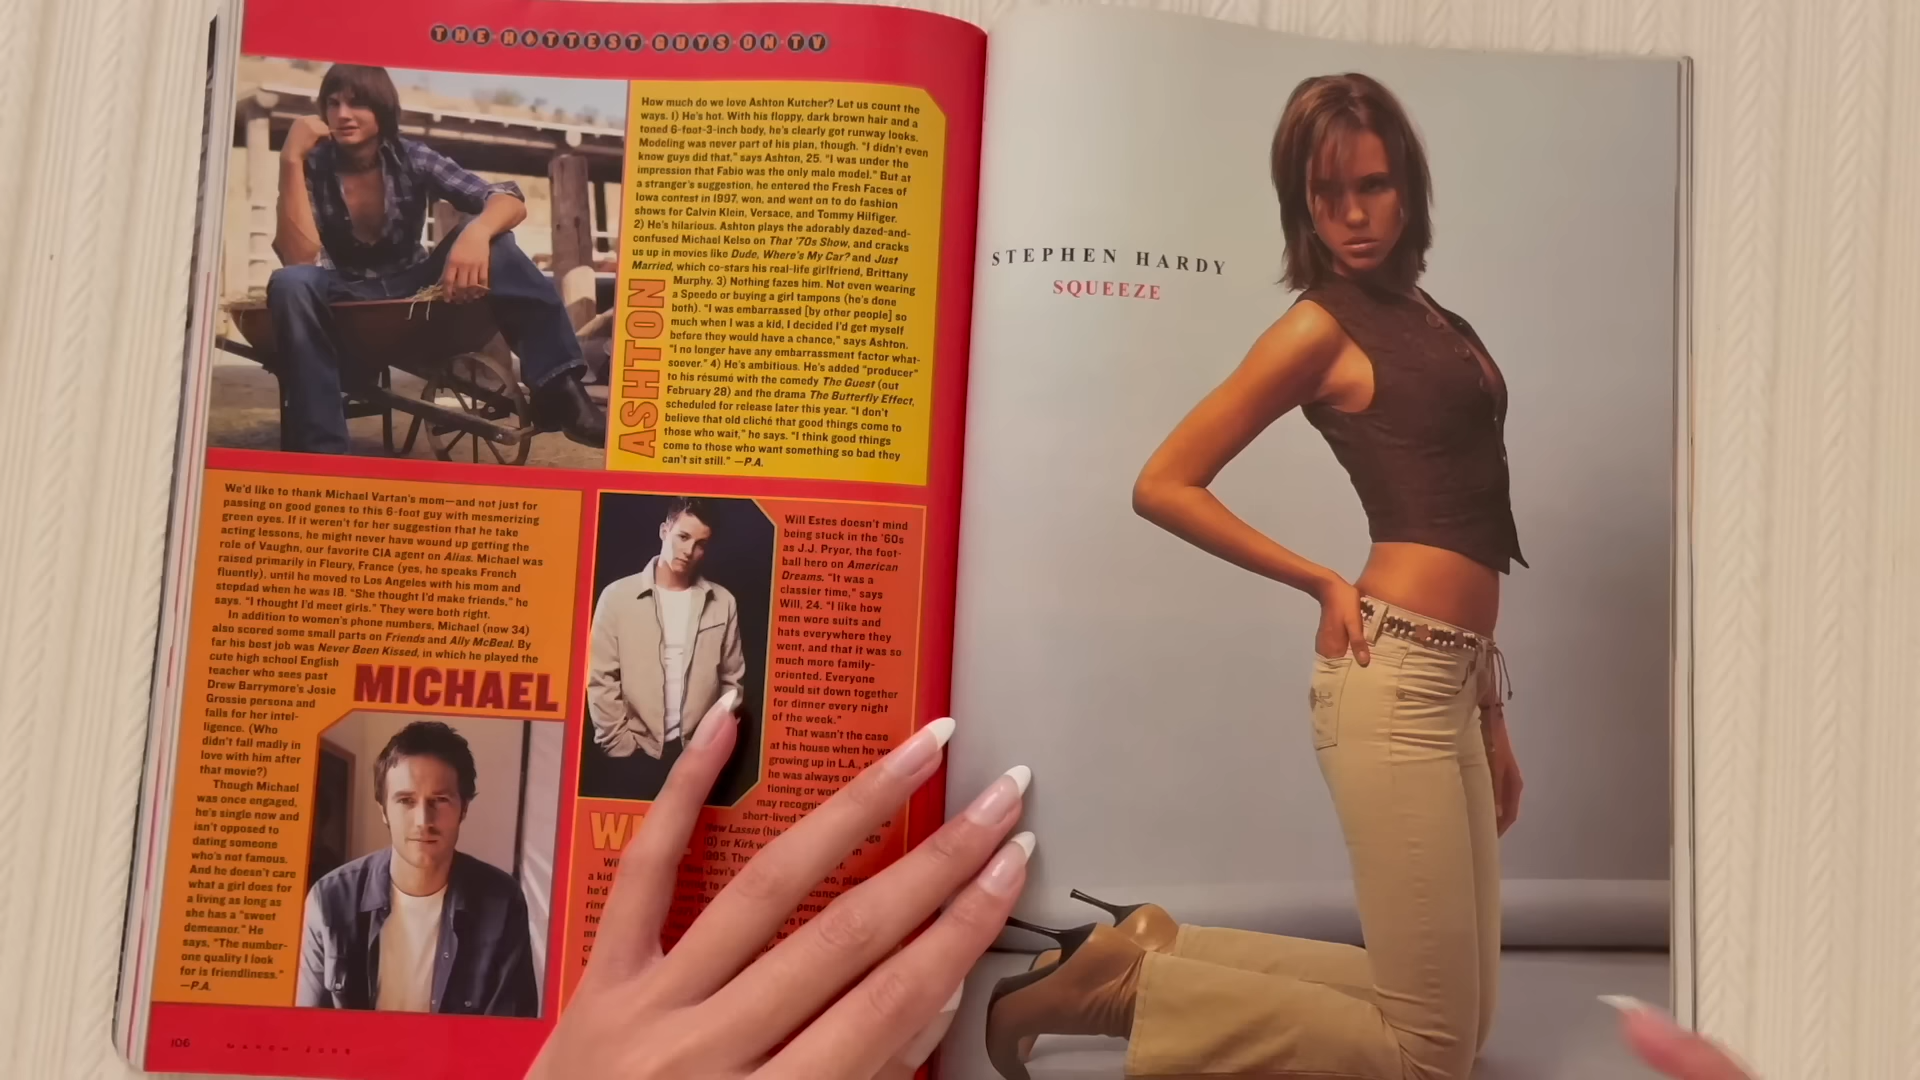 THE HOTTEST GUYS ON TV
How much do we love Ashton Kutcher? Let us count the
ways. 1) He's hot. With his floppy, dark brown hair and a
toned 6-foot-3-inch body, he's clearly got runway looks.
Modeling was never part of his plan, though. "I didn't even
know guys did that," says Ashton, 25. "I was under the
impression that Fabio was the only male model." But at
a stranger's suggestion, he entered the Fresh Faces of
Iowa contest in 1997, won, and went on to do fashion
shows for Calvin Klein, Versace, and Tommy Hilfiger.
2) He's hilarious. Ashton plays the adorably dazed-and-
confused Michael Kelso on That '70s Show, and cracks
us up in movies like Dude, Where's My Car? and Just
Married, which co-stars his real-life girlfriend, Brittany
Murphy. 3) Nothing fazes him. Not even wearing
a Speedo or buying a girl tampons (he's done
both). "I was embarrassed [by other people] so
much when I was a kid, I decided I'd get myself
before they would have a chance," says Ashton.
"I no longer have any embarrassment factor what-
soever." 4) He's ambitious. He's added "producer"
to his résumé with the comedy The Guest (out
February 28) and the drama The Butterfly Effect,
scheduled for release later this year. "I don't
believe that old cliché that good things come to
those who wait," he says. "I think good things
come to those who want something so bad they
can't sit still." —P.A.
ASHTON
We'd like to thank Michael Vartan's mom—and not just for
passing on good genes to this 6-foot guy with mesmerizing
green eyes. If it weren't for her suggestion that he take
acting lessons, he might never have wound up getting the
role of Vaughn, our favorite CIA agent on Alias. Michael was
raised primarily in Fleury, France (yes, he speaks French
fluently), until he moved to Los Angeles with his mom and
stepdad when he was 18. "She thought I'd make friends," he
says. "I thought I'd meet girls." They were both right.
In addition to women's phone numbers, Michael (now 34)
also scored some small parts on Friends and Ally McBeal. By
far his best job was Never Been Kissed, in which he played the
cute high school English
teacher who sees past
Drew Barrymore's Josie
Grossie persona and
falls for her intel-
ligence. (Who
didn't fall madly in
love with him after
that movie?)
Though Michael
was once engaged,
he's single now and
isn't opposed to
dating someone
who's not famous.
And he doesn't care
what a girl does for
a living as long as
she has a "sweet
demeanor." He
says, "The number-
one quality I look
for is friendliness."
—P.A.
MICHAEL
Will Estes doesn't mind
being stuck in the '60s
as J.J. Pryor, the foot-
ball hero on American
Dreams. "It was a
classier time," says
Will, 24. "I like how
men wore suits and
hats everywhere they
went, and that it was so
much more family-
oriented. Everyone
would sit down together
for dinner every night
of the week."
That wasn't the case
at his house when he
growing up in L.A.,
he was always
tioning or
may
short-lived
Lassie (his
or Kirk
a kid
he'd
106
STEPHEN HARDY
SQUEEZE